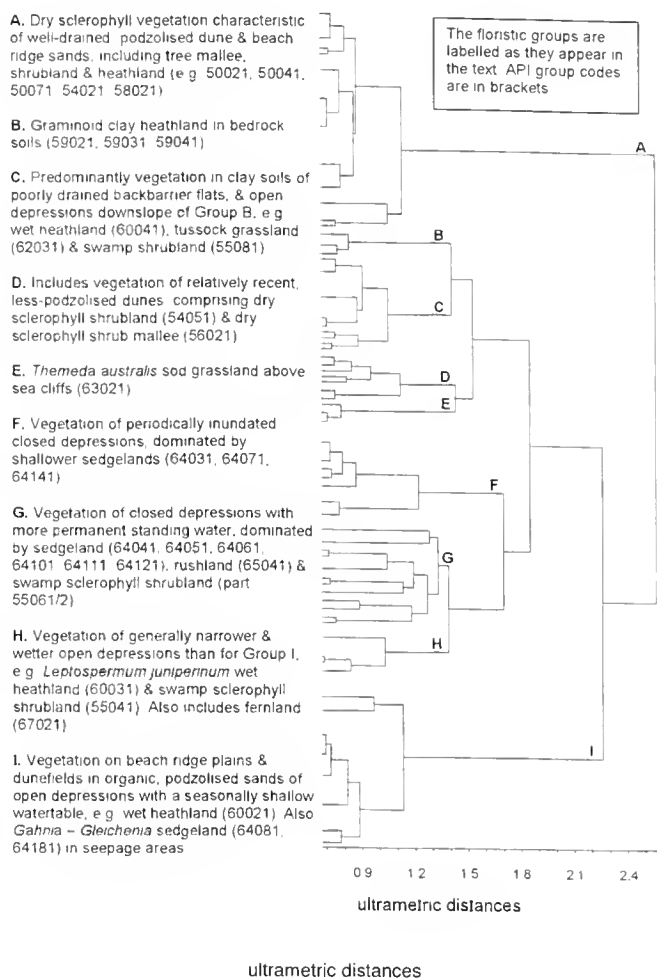 A. Dry sclerophyll vegetation characteristic
of well-drained podzolised dune & beach
ridge sands, including tree mallee,
shrubland & heathland (e g 50021, 50041,
50071 54021 58021)
B. Graminoid clay heathland in bedrock
soils (59021, 59031 59041)
C. Predominantly vegetation in clay soils of
poorly drained backbarrier flats, & open
depressions downslope of Group B, e g
wet heathland (60041), tussock grassland
(62031) & swamp shrubland (55081)
D. Includes vegetation of relatively recent,
less-podzolised dunes comprising dry
sclerophyll shrubland (54051) & dry
sclerophyll shrub mallee (56021)
E. Themeda australis sod grassland above
sea cliffs (63021)
F. Vegetation of periodically inundated
closed depressions, dominated by
shallower sedgelands (64031, 64071,
64141)
G. Vegetation of closed depressions with
more permanent standing water, dominated
by sedgeland (64041, 64051, 64061,
64101 64111 64121), rushland (65041) &
swamp sclerophyll shrubland (part
55061/2)
H. Vegetation of generally narrower &
wetter open depressions than for Group I,
e g Leptospermum juniperinum wet
heathland (60031) & swamp sclerophyll
shrubland (55041) Also includes fernland
(67021)
I. Vegetation on beach ridge plains &
dunefields in organic, podzolised sands of
open depressions with a seasonally shallow
watertable, e g wet heathland (60021) Also
Gahnia – Gleichenia sedgeland (64081,
64181) in seepage areas
The floristic groups are
labelled as they appear in
the text API group codes
are in brackets
A
B
C
D
E
F
G
H
I
0 9 1 2 1 5 1 8 2 1 2.4
ultrametric distances
ultrametric distances